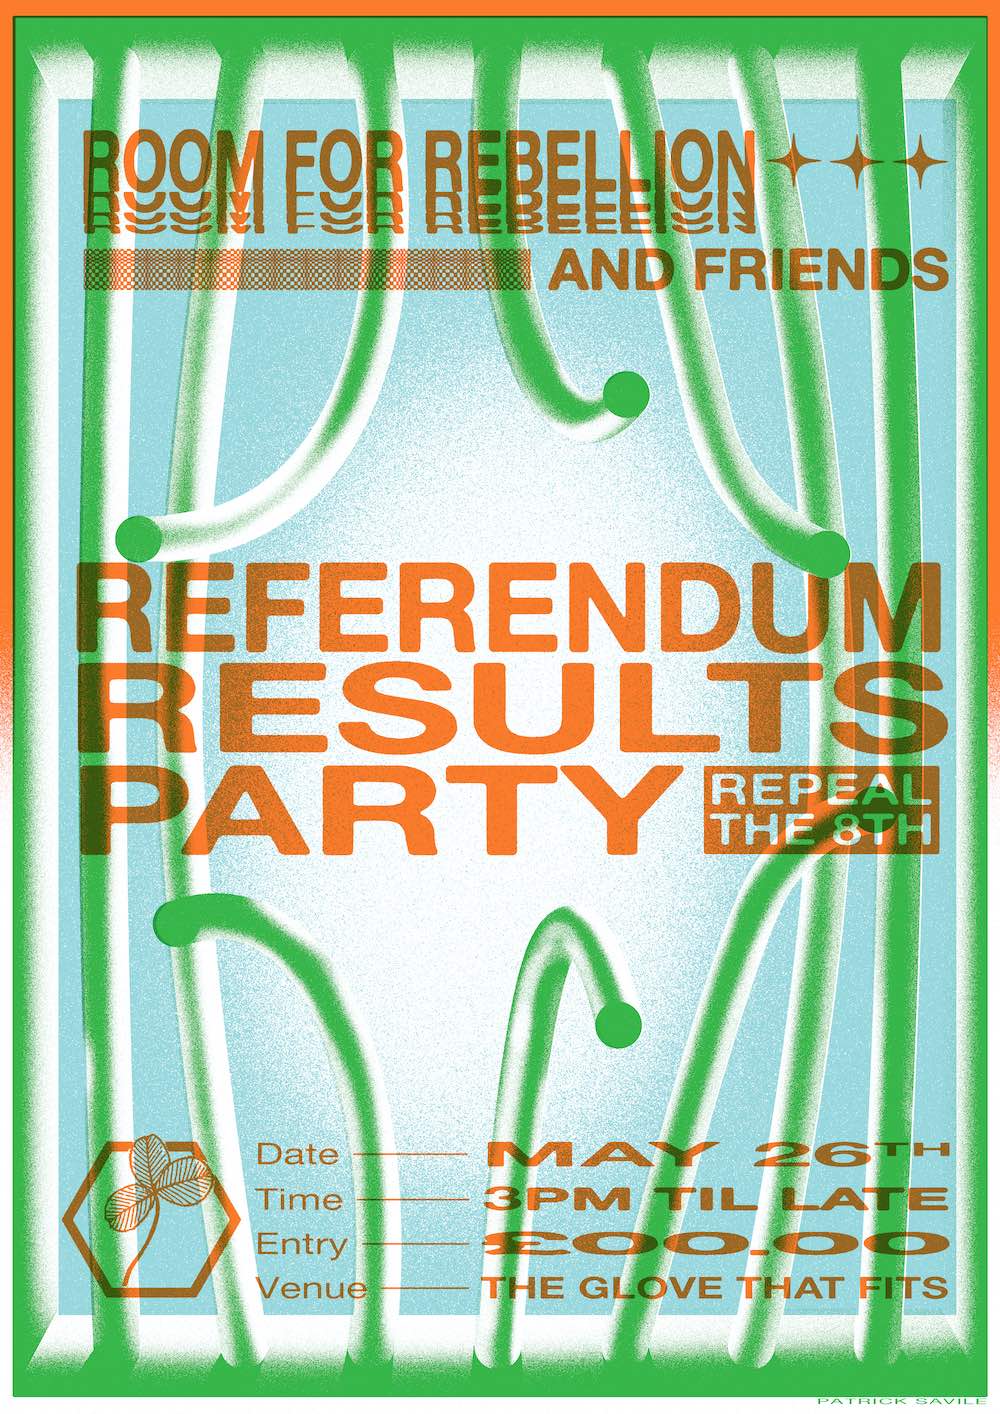 ROOM FOR REBELLION
AND FRIENDS
REFERENDUM
RESULTS
PARTY
REPEAL
THE 8TH
Date MAY 26TH
Time 3PM TIL LATE
Entry £00.00
Venue THE GLOVE THAT FITS
PATRICK SAVILE